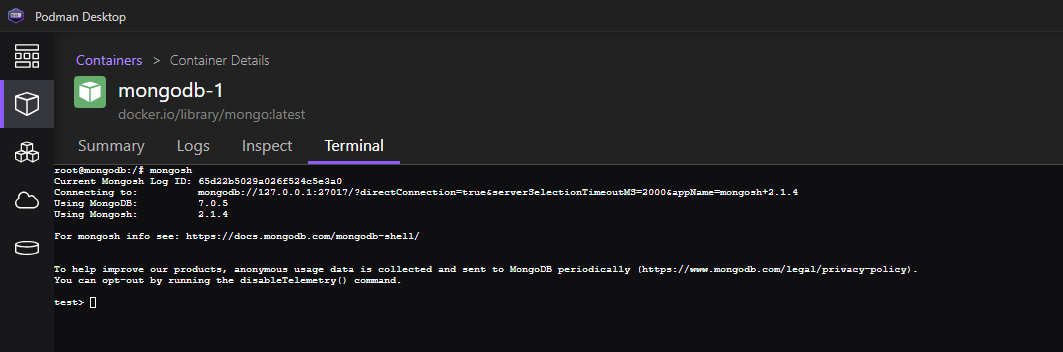 Podman Desktop
Containers > Container Details
mongodb-1
docker.io/library/mongo:latest
Summary Logs Inspect Terminal
root@mongodb:/# mongosh
Current Mongosh Log ID: 65d22b5029a026f524c5e3a0
Connecting to: mongodb://127.0.0.1:27017/?directConnection=true&serverSelectionTimeoutMS=2000&appName=mongosh+2.1.4
Using MongoDB: 7.0.5
Using Mongosh: 2.1.4
For mongosh info see: https://docs.mongodb.com/mongodb-shell/
To help improve our products, anonymous usage data is collected and sent to MongoDB periodically (https://www.mongodb.com/legal/privacy-policy).
You can opt-out by running the disableTelemetry() command.
test>